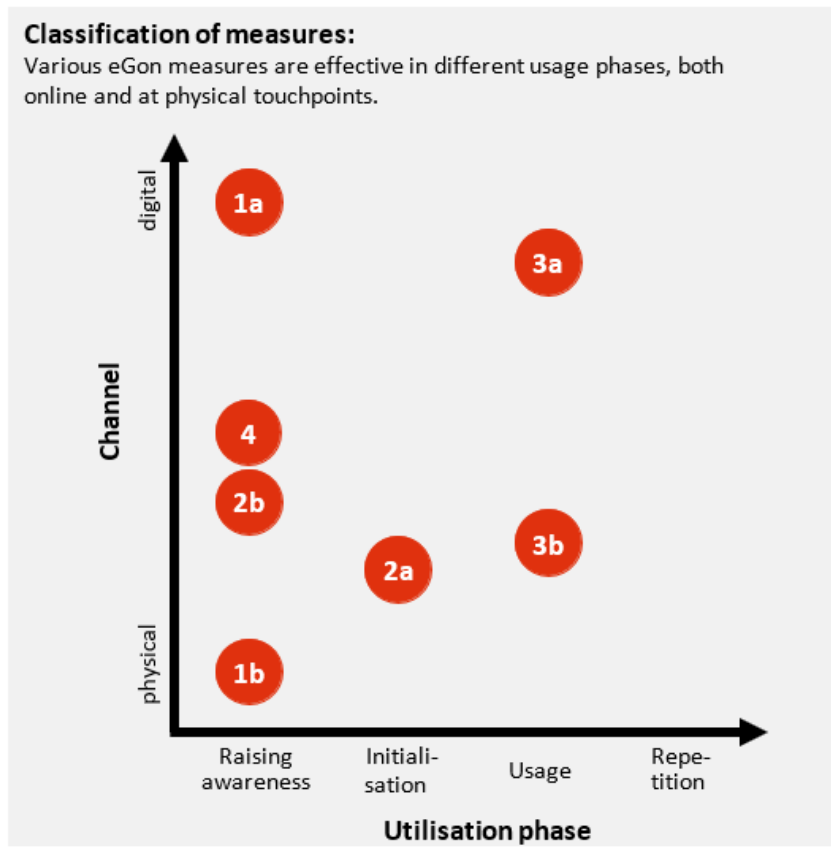 Classification of measures:
Various eGon measures are effective in different usage phases, both
online and at physical touchpoints.
digital
1a
3a
Channel
4
2b
3b
2a
physical
1b
Raising
awareness
Initiali-
sation
Usage
Repe-
tition
Utilisation phase